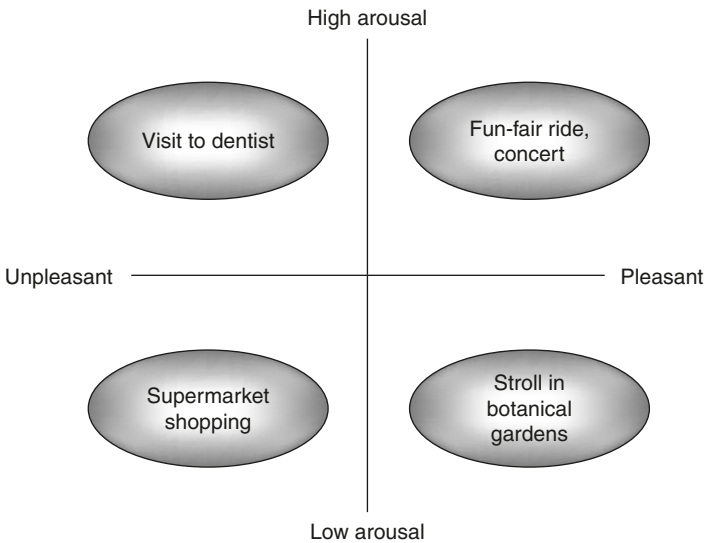 High arousal
Visit to dentist
Fun-fair ride,
concert
Unpleasant
Pleasant
Supermarket
shopping
Stroll in
botanical
gardens
Low arousal